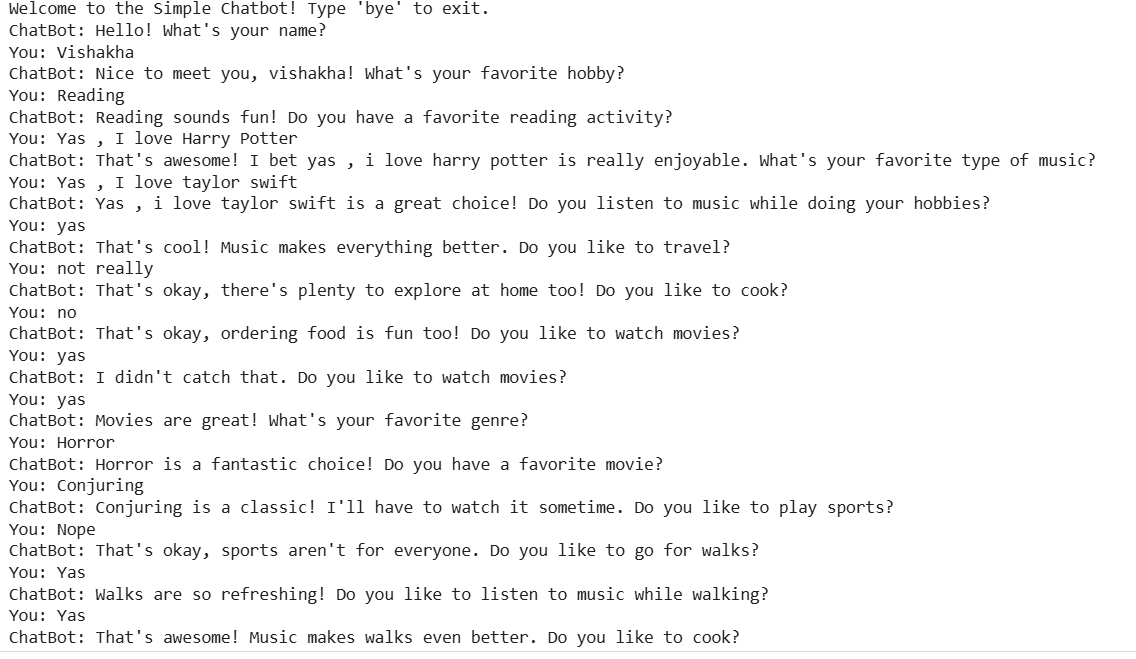 Welcome to the Simple Chatbot! Type 'bye' to exit.
ChatBot: Hello! What's your name?
You: Vishakha
ChatBot: Nice to meet you, vishakha! What's your favorite hobby?
You: Reading
ChatBot: Reading sounds fun! Do you have a favorite reading activity?
You: Yas , I love Harry Potter
ChatBot: That's awesome! I bet yas , i love harry potter is really enjoyable. What's your favorite type of music?
You: Yas , I love taylor swift
ChatBot: Yas , i love taylor swift is a great choice! Do you listen to music while doing your hobbies?
You: yas
ChatBot: That's cool! Music makes everything better. Do you like to travel?
You: not really
ChatBot: That's okay, there's plenty to explore at home too! Do you like to cook?
You: no
ChatBot: That's okay, ordering food is fun too! Do you like to watch movies?
You: yas
ChatBot: I didn't catch that. Do you like to watch movies?
You: yas
ChatBot: Movies are great! What's your favorite genre?
You: Horror
ChatBot: Horror is a fantastic choice! Do you have a favorite movie?
You: Conjuring
ChatBot: Conjuring is a classic! I'll have to watch it sometime. Do you like to play sports?
You: Nope
ChatBot: That's okay, sports aren't for everyone. Do you like to go for walks?
You: Yas
ChatBot: Walks are so refreshing! Do you like to listen to music while walking?
You: Yas
ChatBot: That's awesome! Music makes walks even better. Do you like to cook?